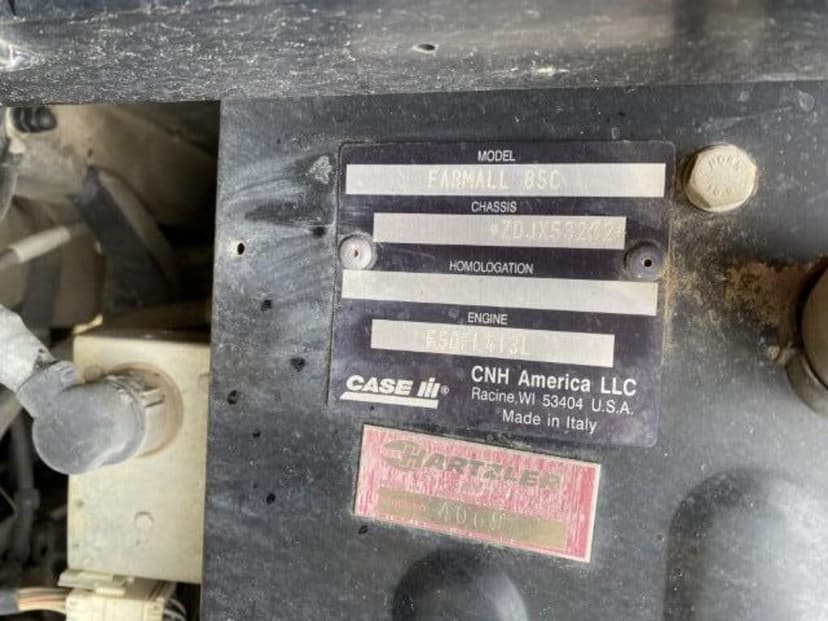 MODEL
FARMALL 85C
CHASSIS
*ZDJX53202*
HOMOLOGATION
ENGINE
F5DFL413L
CASE IH®
CNH America LLC
Racine, WI 53404 U.S.A.
Made in Italy
HARTZLER